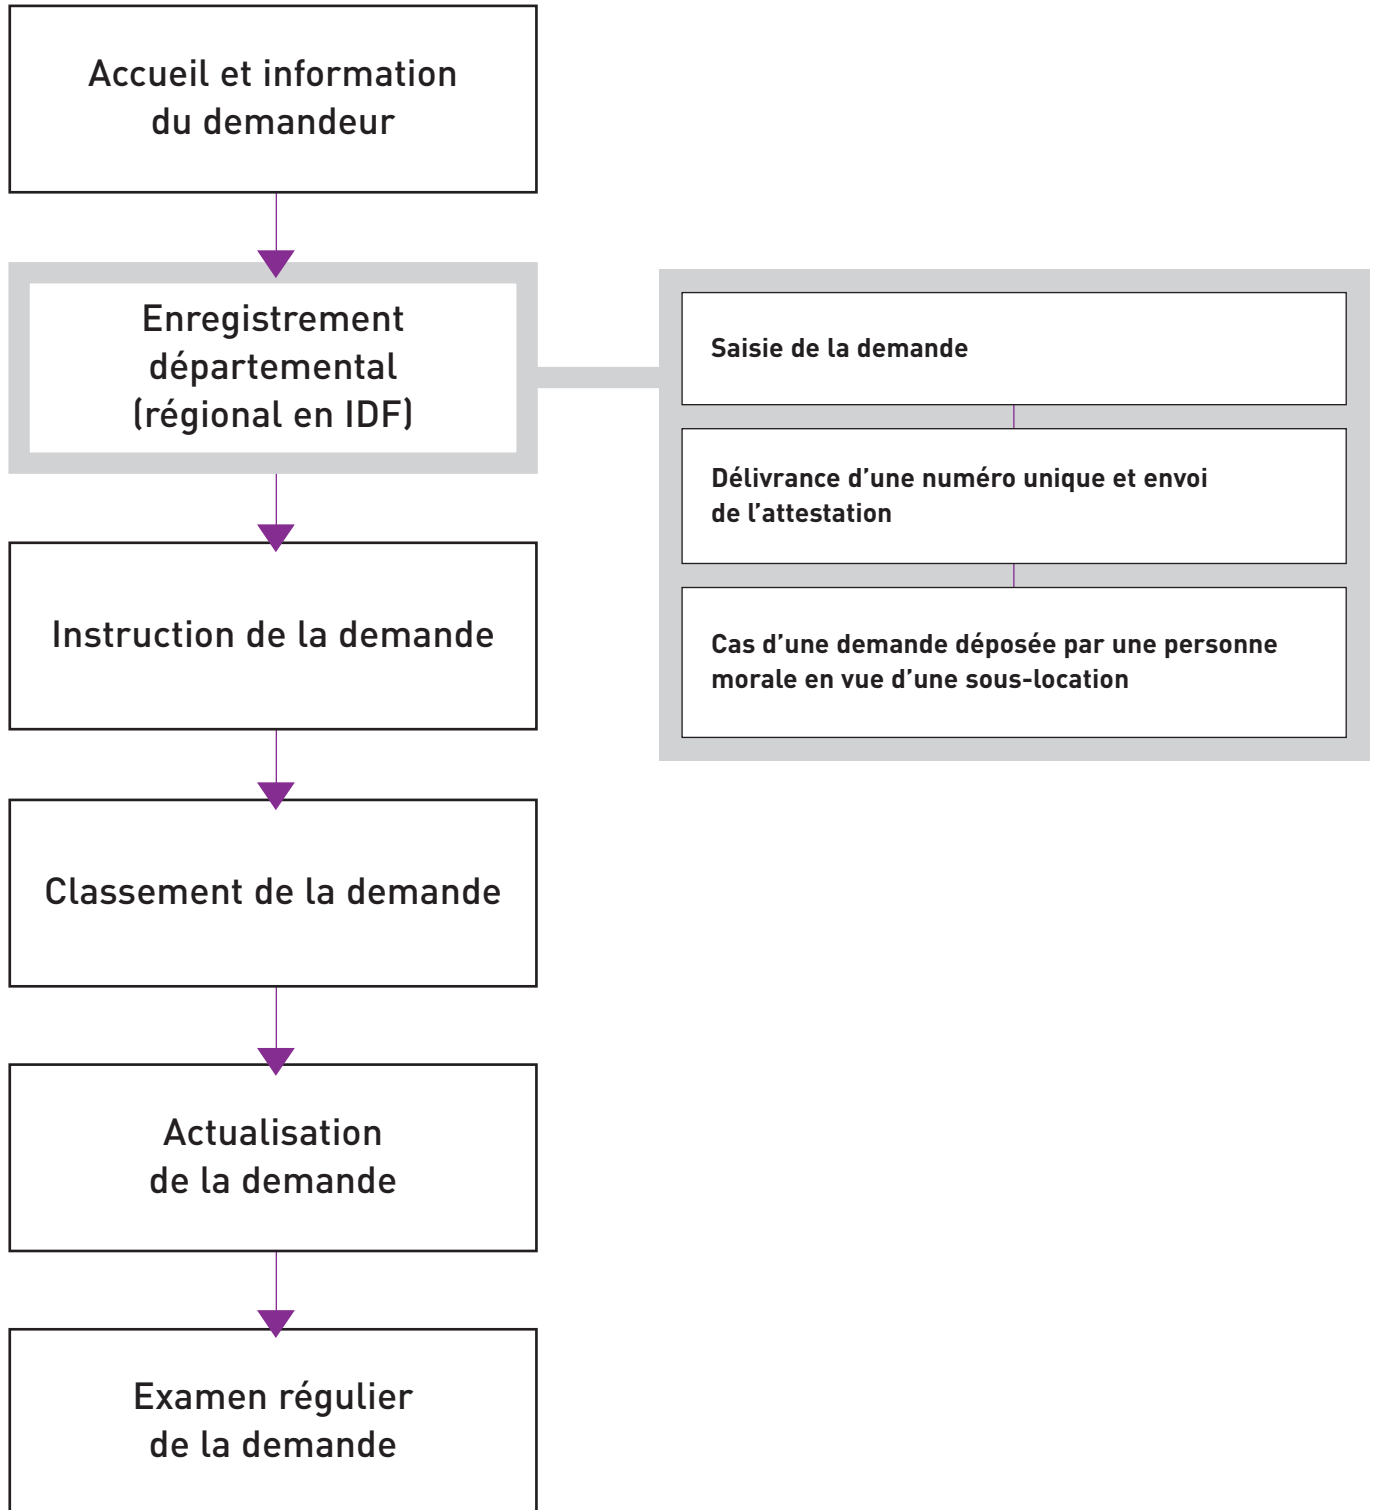 Accueil et information
du demandeur
Enregistrement
départemental
(régional en IDF)
Saisie de la demande
Délivrance d’une numéro unique et envoi
de l’attestation
Cas d’une demande déposée par une personne
morale en vue d’une sous-location
Instruction de la demande
Classement de la demande
Actualisation
de la demande
Examen régulier
de la demande